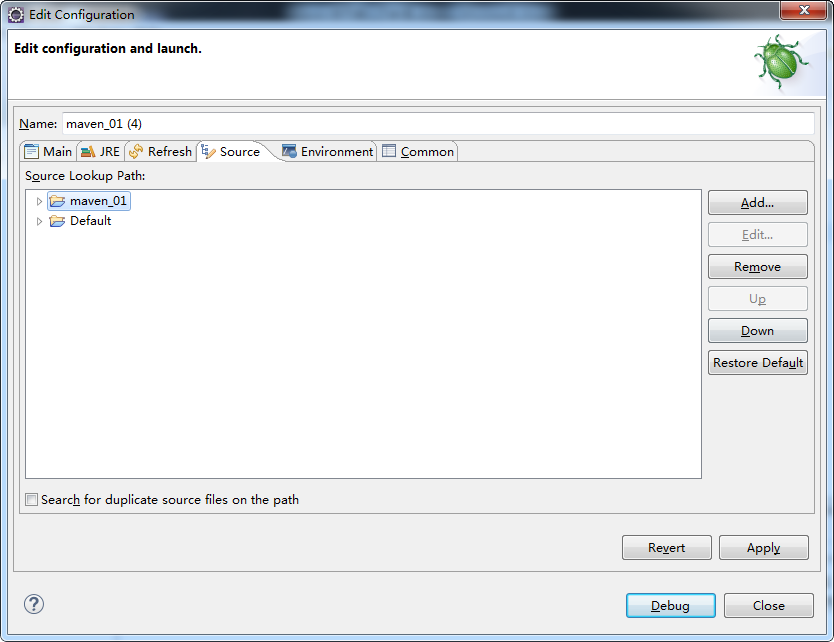 Edit Configuration
Edit configuration and launch.
Name: maven_01 (4)
Main JRE Refresh Source Environment Common
Source Lookup Path:
maven_01
Default
Add...
Edit...
Remove
Up
Down
Restore Default
Search for duplicate source files on the path
Revert Apply
? Debug Close